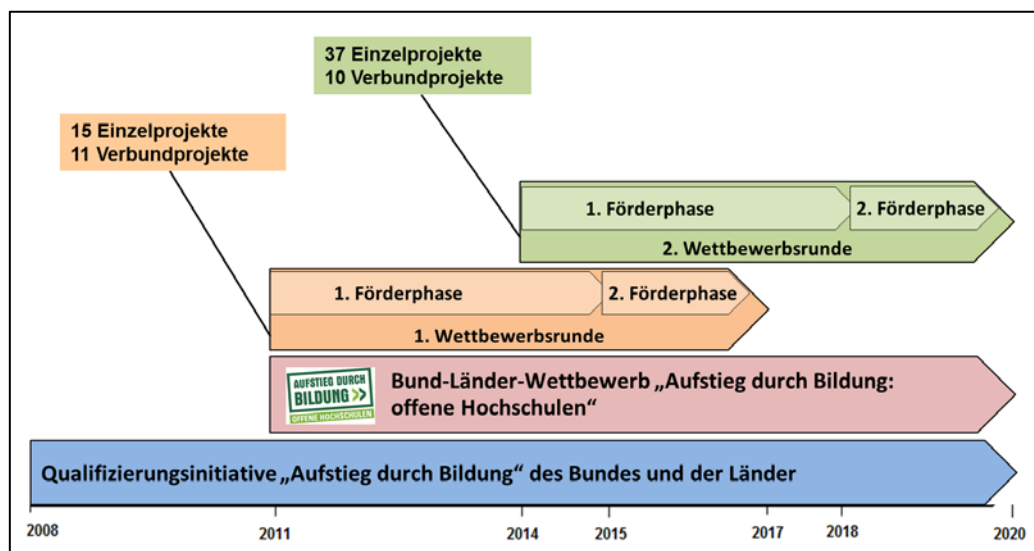 37 Einzelprojekte
10 Verbundprojekte
15 Einzelprojekte
11 Verbundprojekte
1. Förderphase
2. Förderphase
2. Wettbewerbsrunde
1. Förderphase
2. Förderphase
1. Wettbewerbsrunde
AUFSTIEG DURCH
BILDUNG >>
OFFENE HOCHSCHULEN
Bund-Länder-Wettbewerb „Aufstieg durch Bildung:
offene Hochschulen“
Qualifizierungsinitiative „Aufstieg durch Bildung“ des Bundes und der Länder
2008 2011 2014 2015 2017 2018 2020